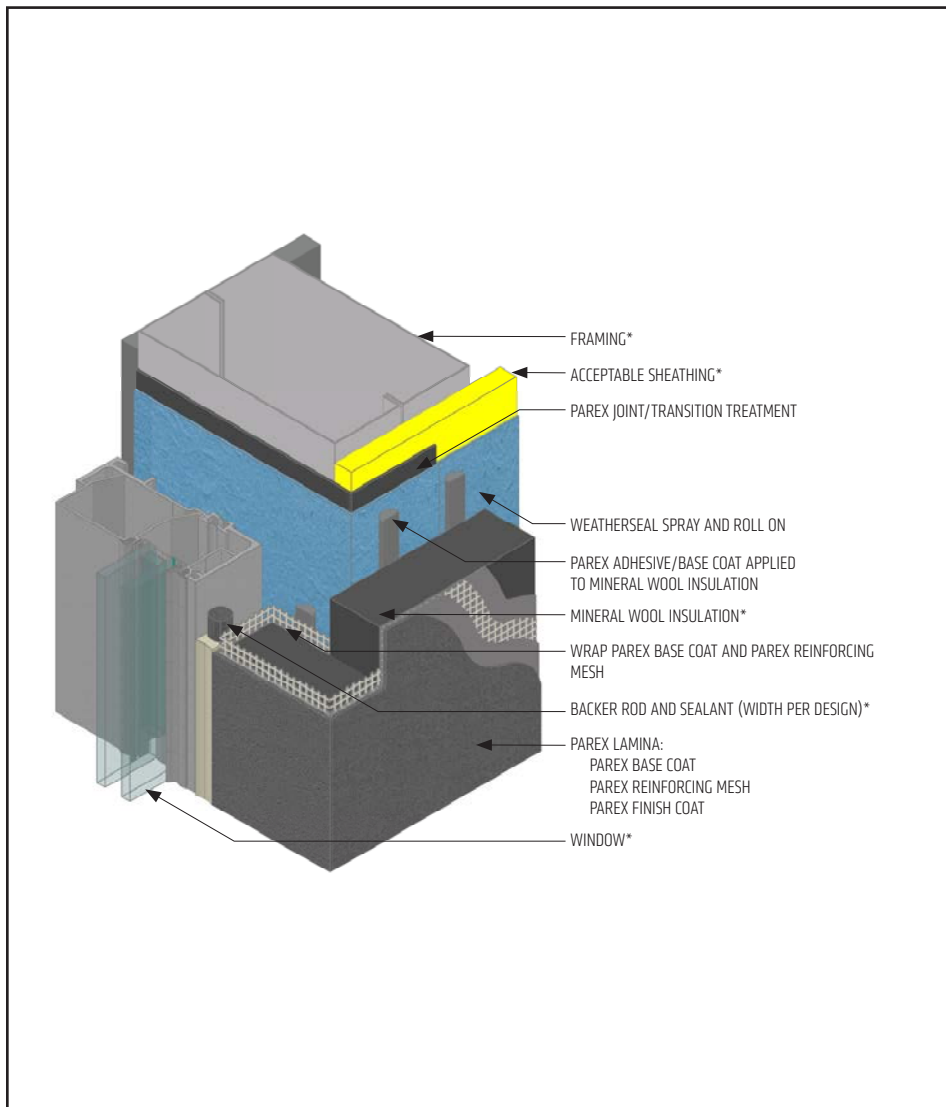 FRAMING*
ACCEPTABLE SHEATHING*
PAREX JOINT/TRANSITION TREATMENT
WEATHERSEAL SPRAY AND ROLL ON
PAREX ADHESIVE/BASE COAT APPLIED
TO MINERAL WOOL INSULATION
MINERAL WOOL INSULATION*
WRAP PAREX BASE COAT AND PAREX REINFORCING
MESH
BACKER ROD AND SEALANT (WIDTH PER DESIGN)*
PAREX LAMINA:
PAREX BASE COAT
PAREX REINFORCING MESH
PAREX FINISH COAT
WINDOW*